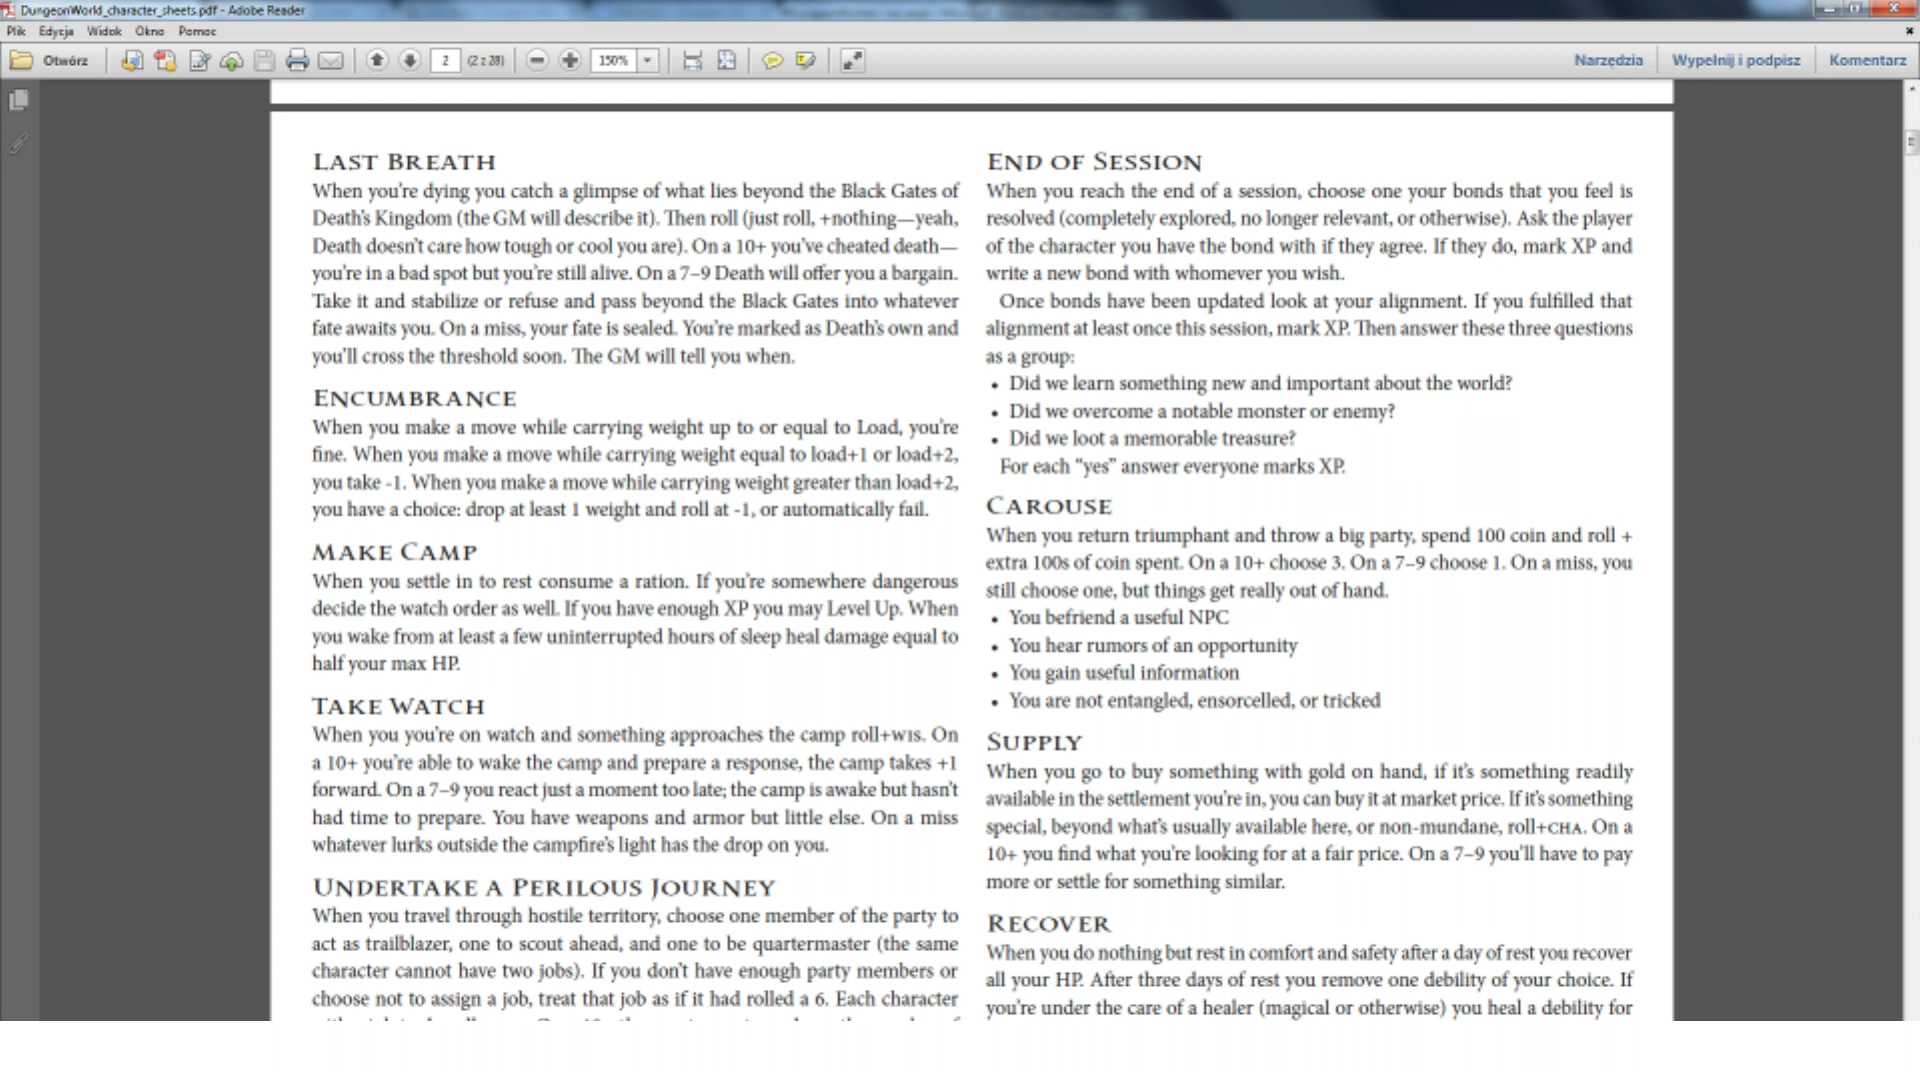 DungeonWorld_character_sheets.pdf - Adobe Reader
Plik Edycja Widok Okno Pomoc
Otwórz 2 (2 z 28) 150% Narzędzia Wypełnij i podpisz Komentarz
LAST BREATH
When you're dying you catch a glimpse of what lies beyond the Black Gates of
Death's Kingdom (the GM will describe it). Then roll (just roll, +nothing—yeah,
Death doesn't care how tough or cool you are). On a 10+ you've cheated death—
you're in a bad spot but you're still alive. On a 7–9 Death will offer you a bargain.
Take it and stabilize or refuse and pass beyond the Black Gates into whatever
fate awaits you. On a miss, your fate is sealed. You're marked as Death's own and
you'll cross the threshold soon. The GM will tell you when.
ENCUMBRANCE
When you make a move while carrying weight up to or equal to Load, you're
fine. When you make a move while carrying weight equal to load+1 or load+2,
you take -1. When you make a move while carrying weight greater than load+2,
you have a choice: drop at least 1 weight and roll at -1, or automatically fail.
MAKE CAMP
When you settle in to rest consume a ration. If you're somewhere dangerous
decide the watch order as well. If you have enough XP you may Level Up. When
you wake from at least a few uninterrupted hours of sleep heal damage equal to
half your max HP.
TAKE WATCH
When you you're on watch and something approaches the camp roll+WIS. On
a 10+ you're able to wake the camp and prepare a response, the camp takes +1
forward. On a 7–9 you react just a moment too late; the camp is awake but hasn't
had time to prepare. You have weapons and armor but little else. On a miss
whatever lurks outside the campfire's light has the drop on you.
UNDERTAKE A PERILOUS JOURNEY
When you travel through hostile territory, choose one member of the party to
act as trailblazer, one to scout ahead, and one to be quartermaster (the same
character cannot have two jobs). If you don't have enough party members or
choose not to assign a job, treat that job as if it had rolled a 6. Each character
END OF SESSION
When you reach the end of a session, choose one your bonds that you feel is
resolved (completely explored, no longer relevant, or otherwise). Ask the player
of the character you have the bond with if they agree. If they do, mark XP and
write a new bond with whomever you wish.
Once bonds have been updated look at your alignment. If you fulfilled that
alignment at least once this session, mark XP. Then answer these three questions
as a group:
• Did we learn something new and important about the world?
• Did we overcome a notable monster or enemy?
• Did we loot a memorable treasure?
For each “yes” answer everyone marks XP.
CAROUSE
When you return triumphant and throw a big party, spend 100 coin and roll +
extra 100s of coin spent. On a 10+ choose 3. On a 7–9 choose 1. On a miss, you
still choose one, but things get really out of hand.
• You befriend a useful NPC
• You hear rumors of an opportunity
• You gain useful information
• You are not entangled, ensorcelled, or tricked
SUPPLY
When you go to buy something with gold on hand, if it's something readily
available in the settlement you're in, you can buy it at market price. If it's something
special, beyond what's usually available here, or non-mundane, roll+CHA. On a
10+ you find what you're looking for at a fair price. On a 7–9 you'll have to pay
more or settle for something similar.
RECOVER
When you do nothing but rest in comfort and safety after a day of rest you recover
all your HP. After three days of rest you remove one debility of your choice. If
you're under the care of a healer (magical or otherwise) you heal a debility for